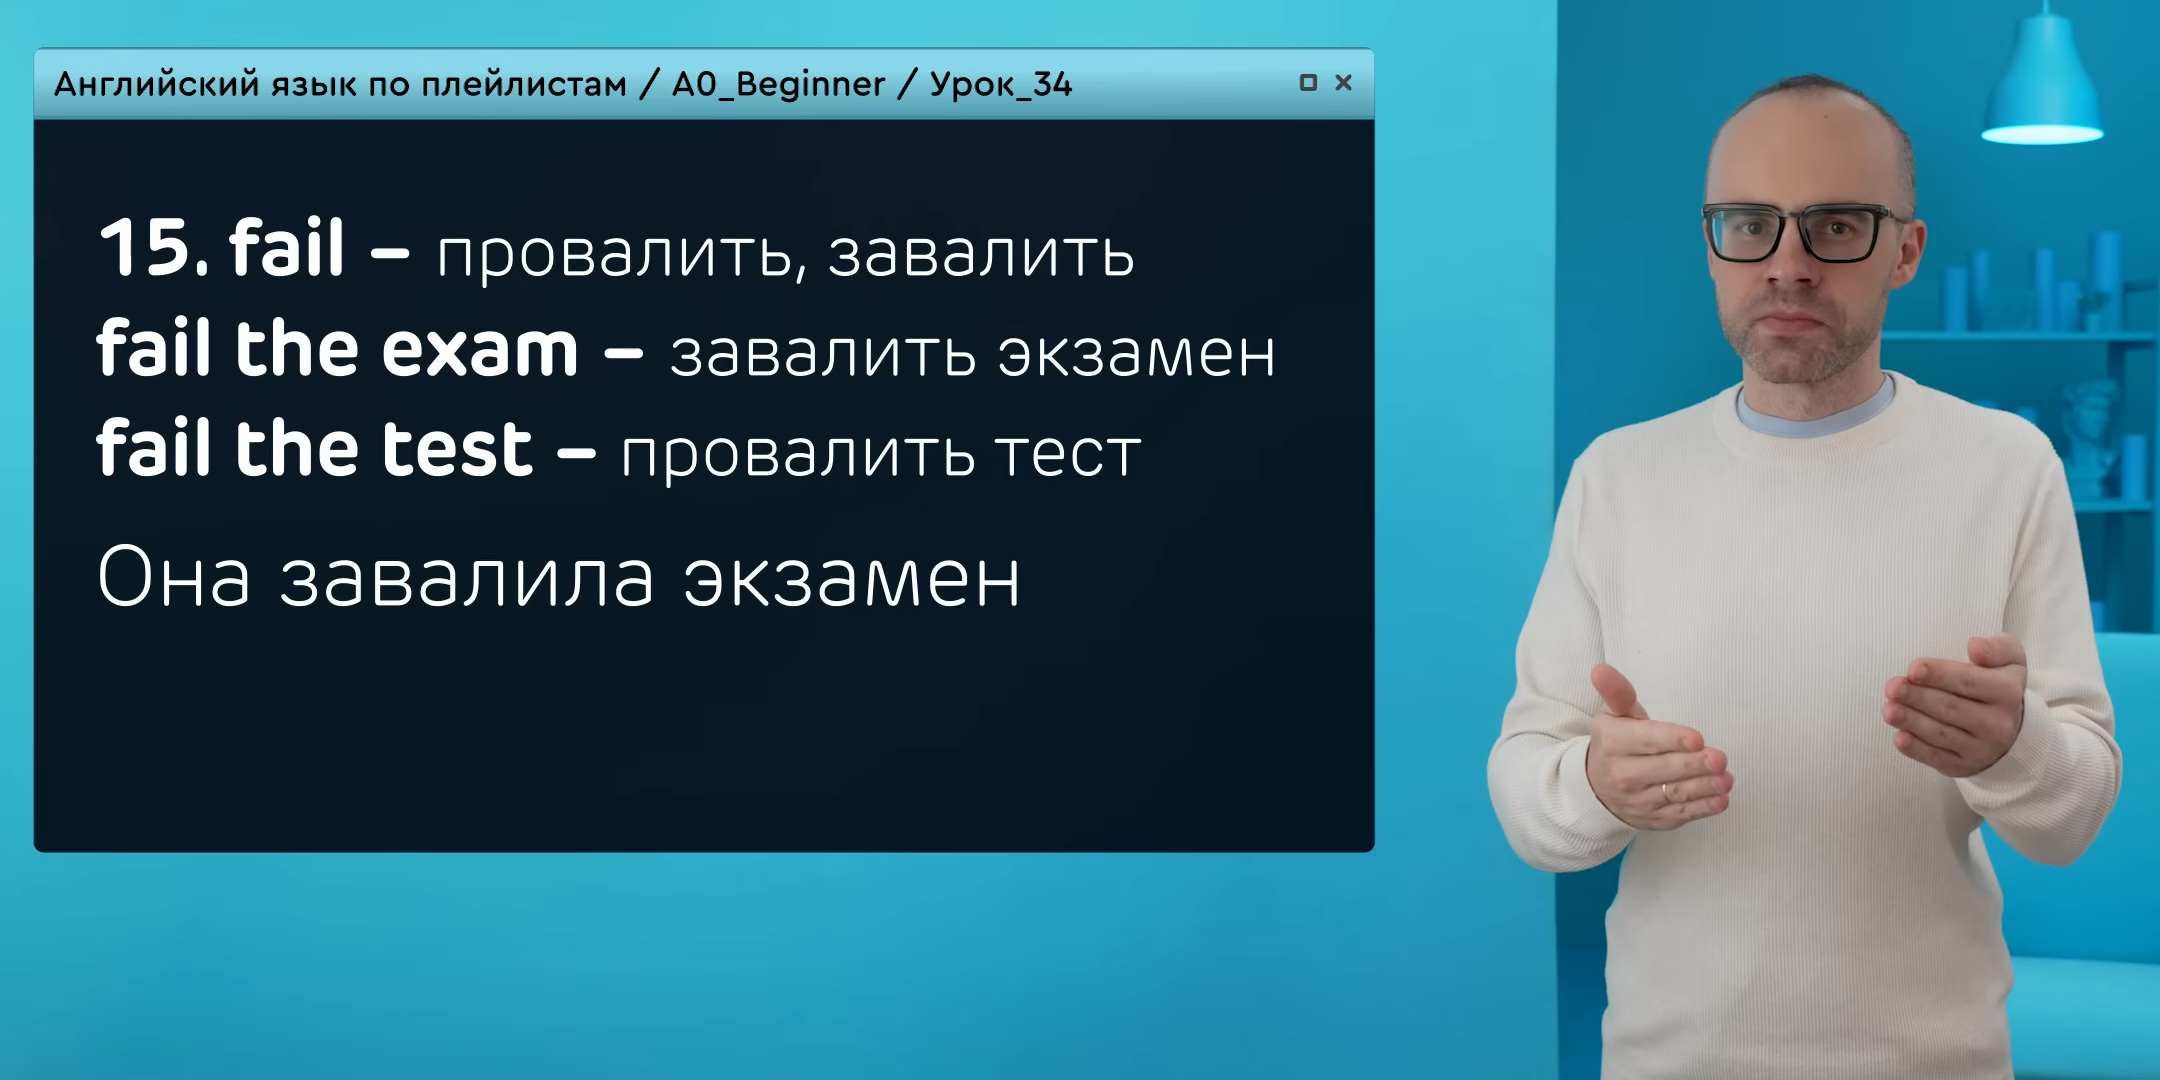 Английский язык по плейлистам / A0_Beginner / Урок_34
15. fail – провалить, завалить
fail the exam – завалить экзамен
fail the test – провалить тест
Она завалила экзамен